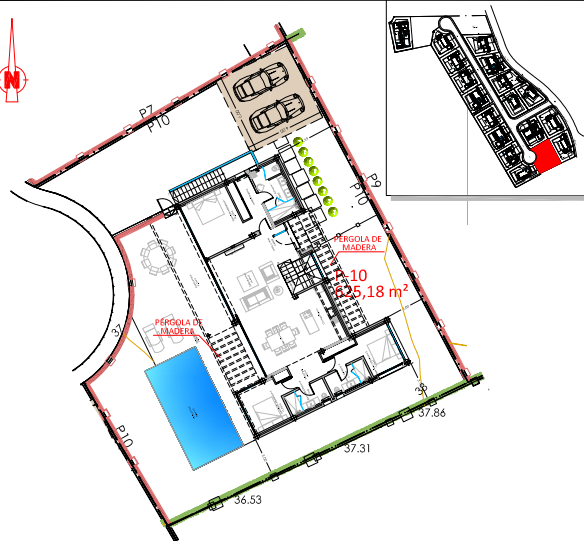 N
P7
P10
P9
P10
PERGOLA DE
MADERA
P-10
625,18 m²
PERGOLA DE
MADERA
37
P10
38
37.86
37.31
36.53